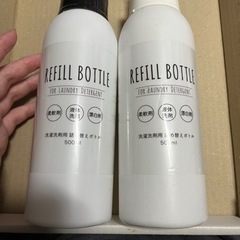 REFILL BOTTLE
FOR LAUNDRY DETERGENT
柔軟剤
液体
洗剤
漂白剤
洗濯洗剤用 詰め替えボトル
500ml
REFILL BOTTLE
FOR LAUNDRY DETERGENT
柔軟剤
液体
洗剤
漂白剤
洗濯洗剤用 詰め替えボトル
500ml